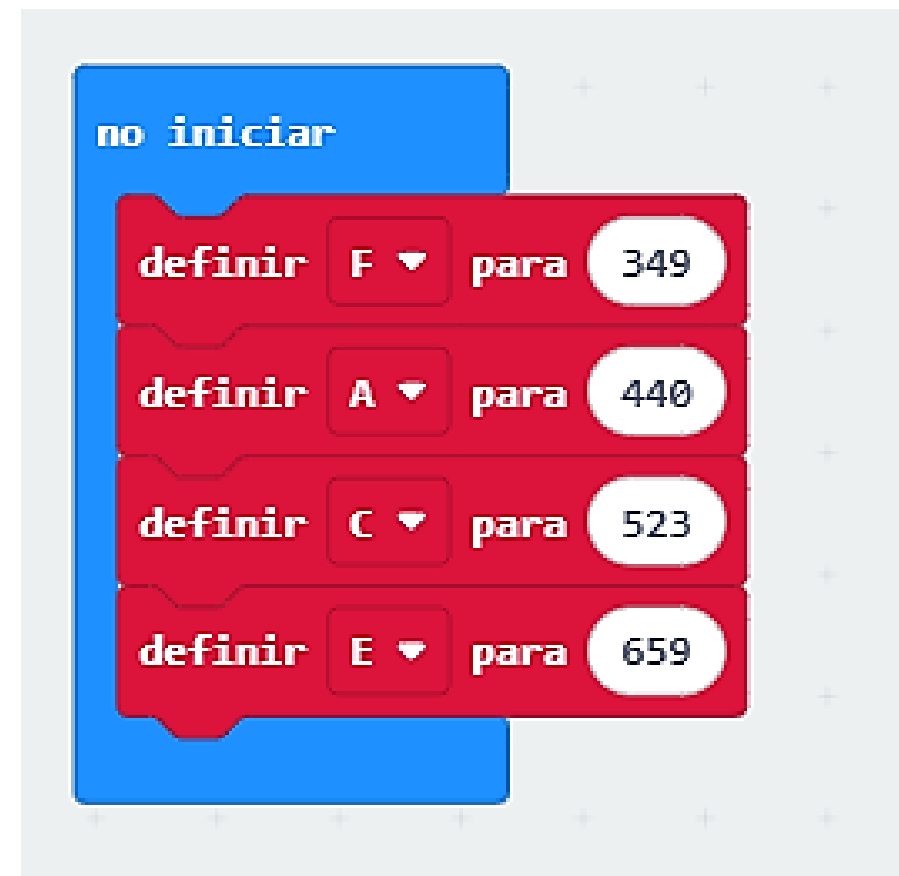 no iniciar
definir F para 349
definir A para 440
definir C para 523
definir E para 659